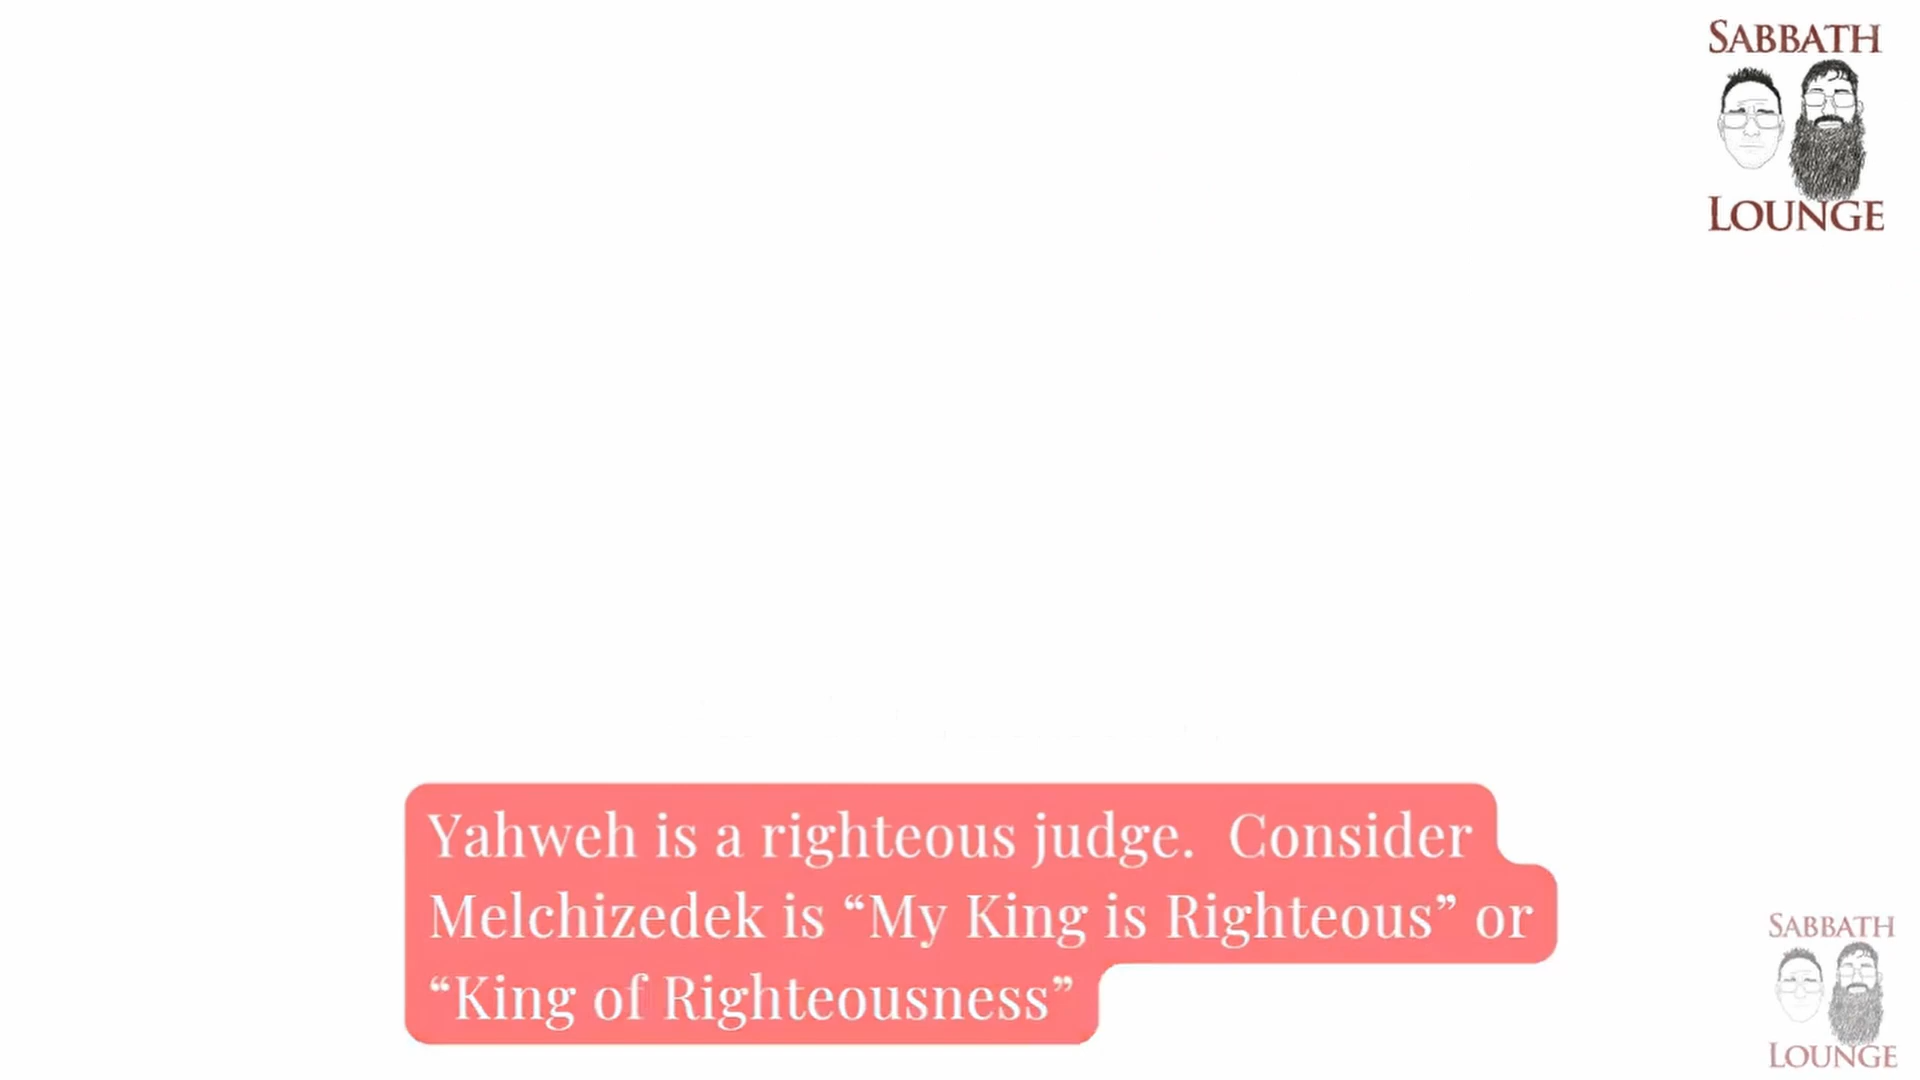 SABBATH
LOUNGE
Yahweh is a righteous judge.  Consider
Melchizedek is “My King is Righteous” or
“King of Righteousness”
SABBATH
LOUNGE